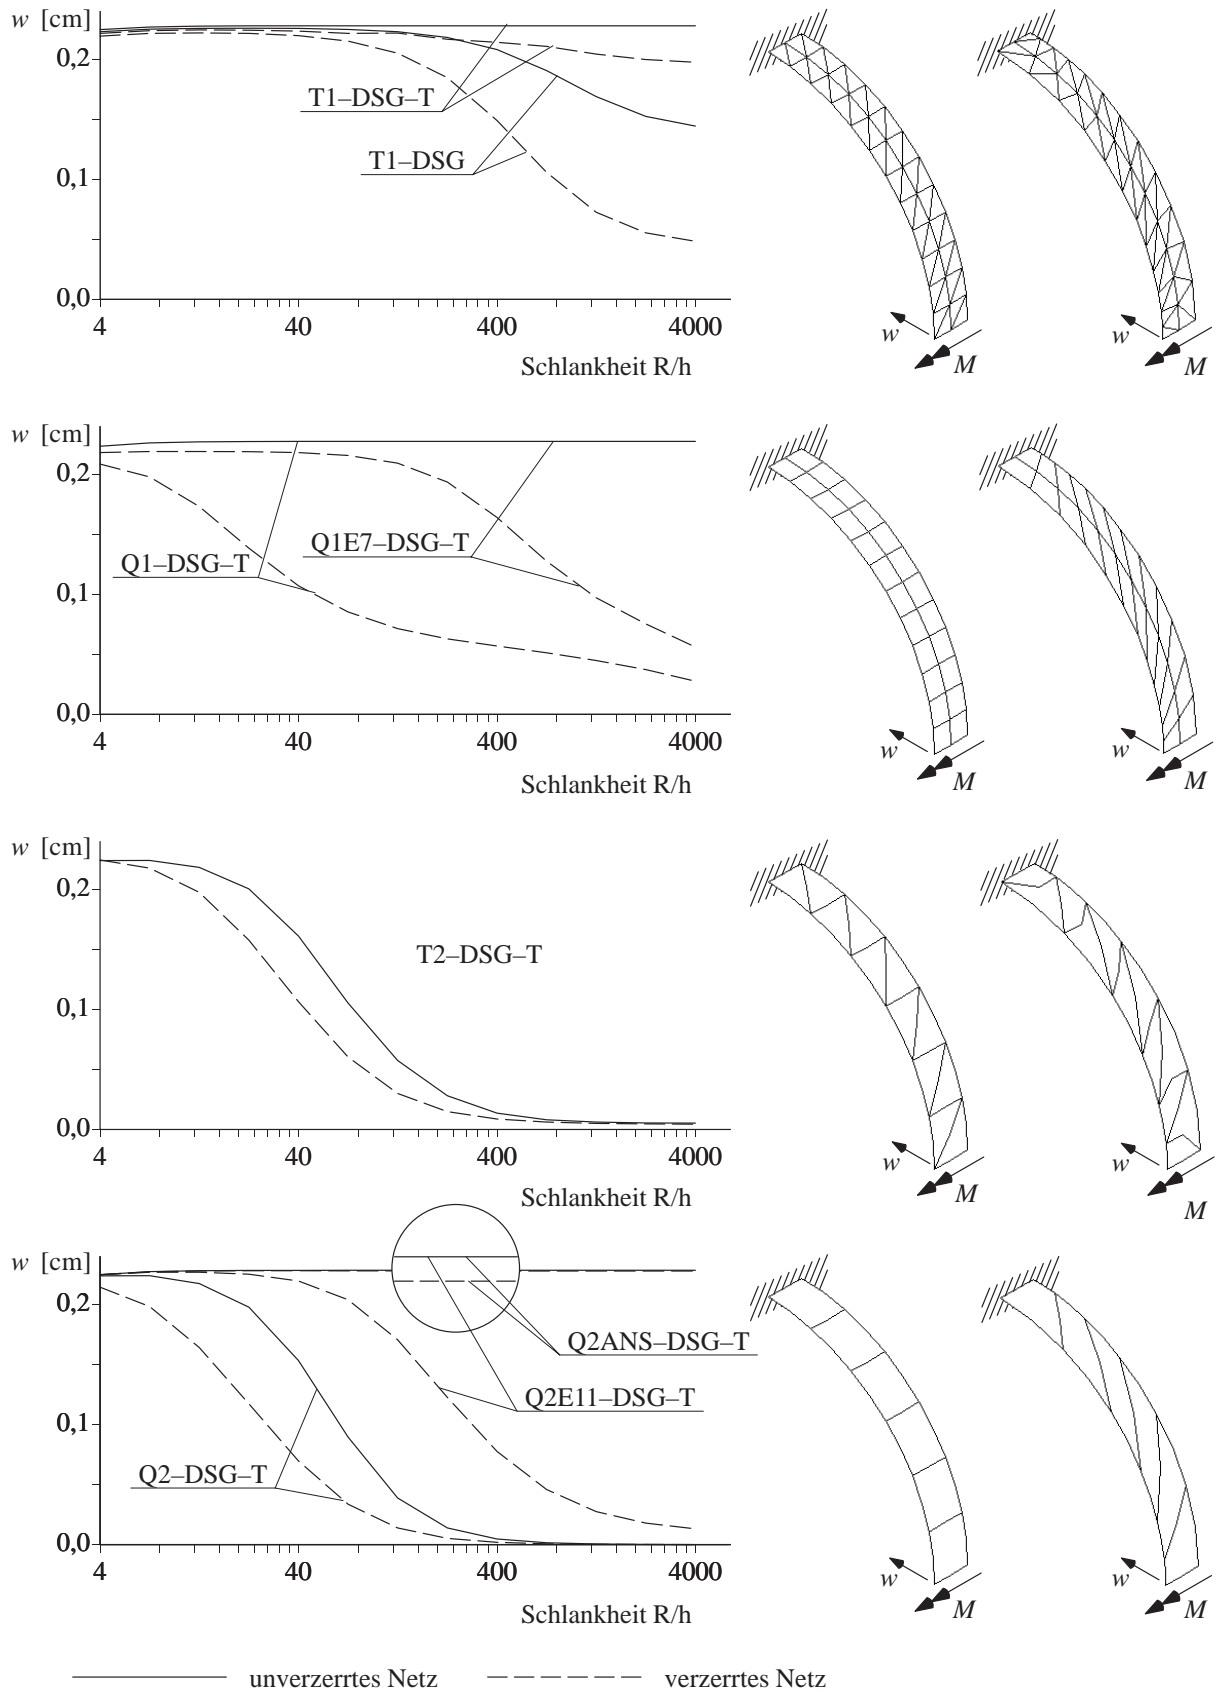 w [cm]
0,2
T1–DSG–T
T1–DSG
0,1
0,0
4 40 400 4000
Schlankheit R/h
w
M
w
M
w [cm]
0,2
Q1E7–DSG–T
Q1–DSG–T
0,1
0,0
4 40 400 4000
Schlankheit R/h
w
M
w
M
w [cm]
0,2
T2–DSG–T
0,1
0,0
4 40 400 4000
Schlankheit R/h
w
M
w
M
w [cm]
0,2
Q2ANS–DSG–T
Q2E11–DSG–T
0,1
Q2–DSG–T
0,0
4 40 400 4000
Schlankheit R/h
w
M
w
M
unverzerrtes Netz verzerrtes Netz